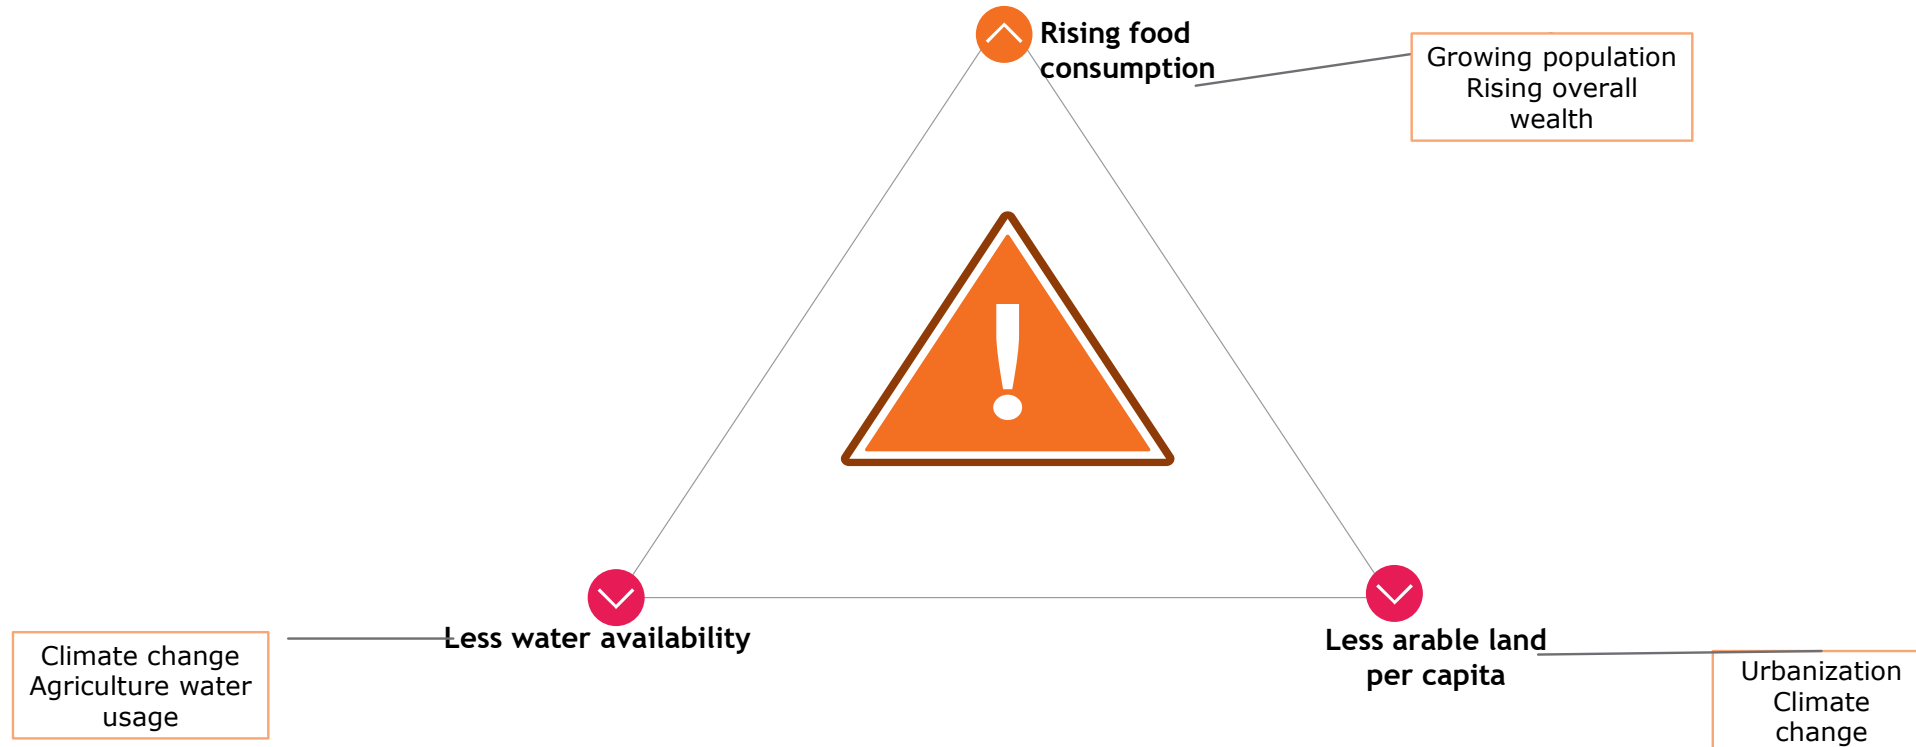 Rising food
consumption
Growing population
Rising overall
wealth
Less water availability
Climate change
Agriculture water
usage
Less arable land
per capita
Urbanization
Climate
change